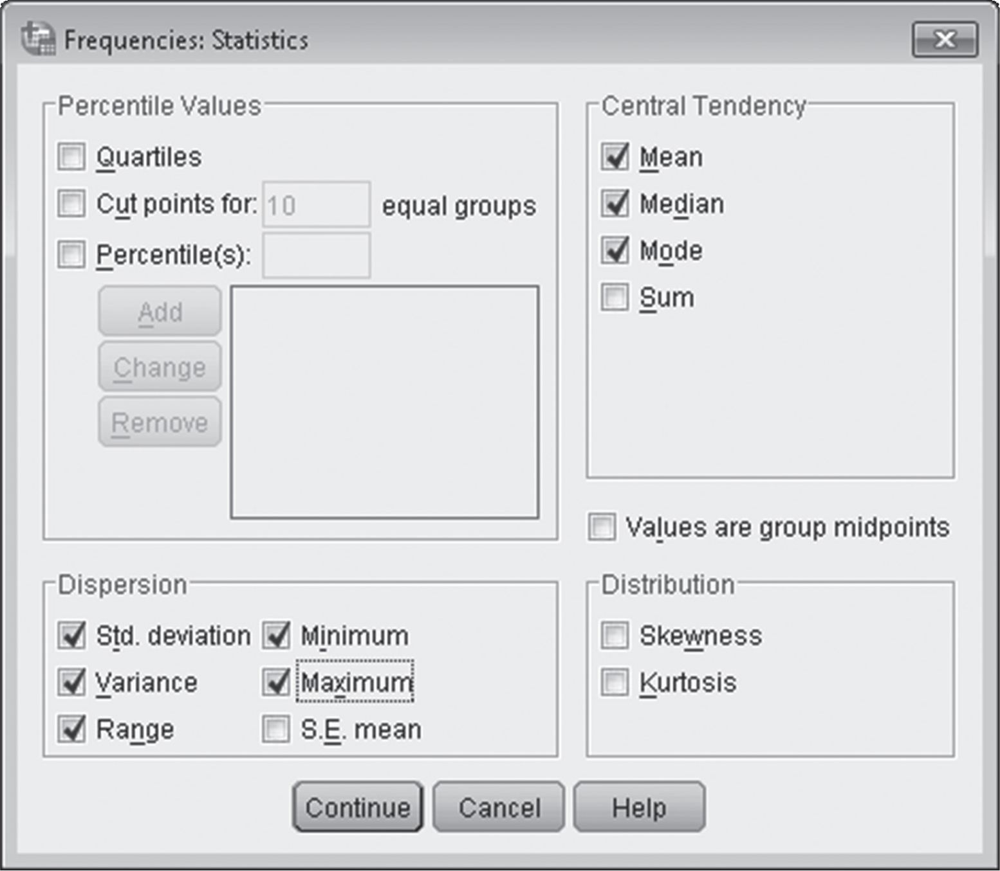 Frequencies: Statistics
Percentile Values
Quartiles
Cut points for: 10 equal groups
Percentile(s):
Add
Change
Remove
Central Tendency
Mean
Median
Mode
Sum
Values are group midpoints
Dispersion
Std. deviation
Minimum
Variance
Maximum
Range
S.E. mean
Distribution
Skewness
Kurtosis
Continue
Cancel
Help